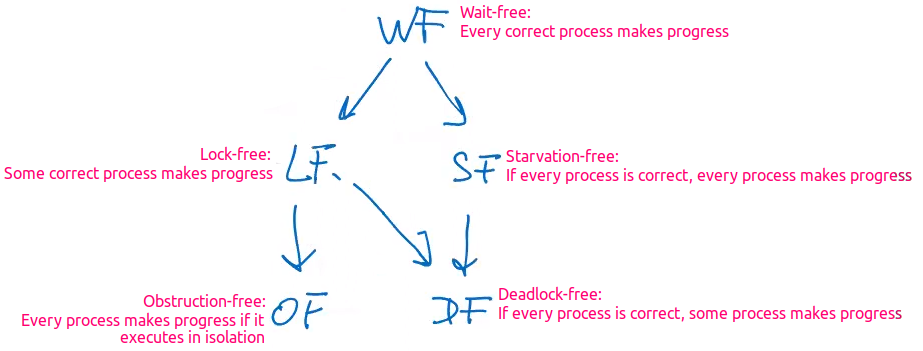 WF
Wait-free:
Every correct process makes progress
Lock-free:
Some correct process makes progress
LF.
SF
Starvation-free:
If every process is correct, every process makes progress
Obstruction-free:
Every process makes progress if it
executes in isolation
OF
DF
Deadlock-free:
If every process is correct, some process makes progress